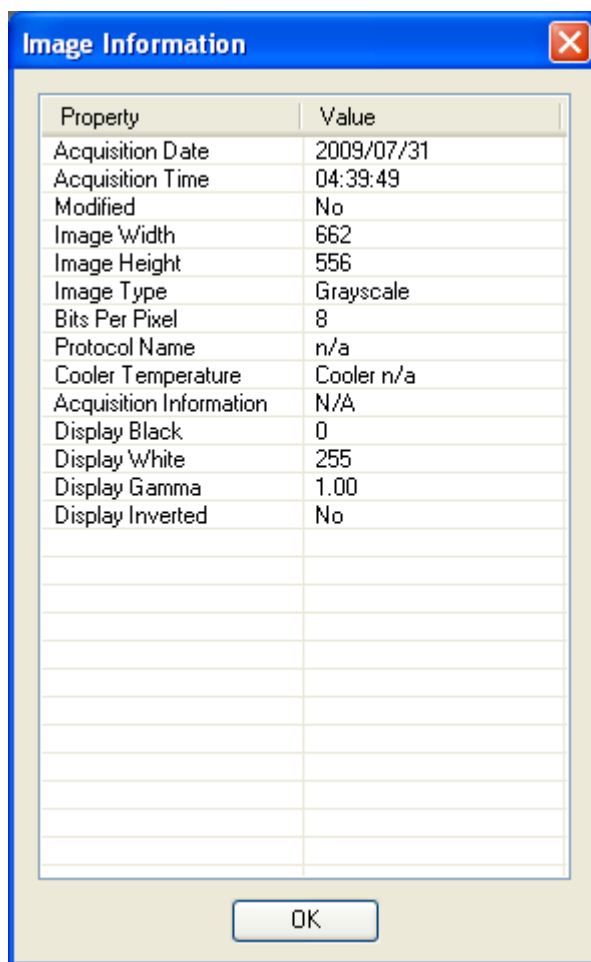 Image Information
Property Value
Acquisition Date 2009/07/31
Acquisition Time 04:39:49
Modified No
Image Width 662
Image Height 556
Image Type Grayscale
Bits Per Pixel 8
Protocol Name n/a
Cooler Temperature Cooler n/a
Acquisition Information N/A
Display Black 0
Display White 255
Display Gamma 1.00
Display Inverted No
OK